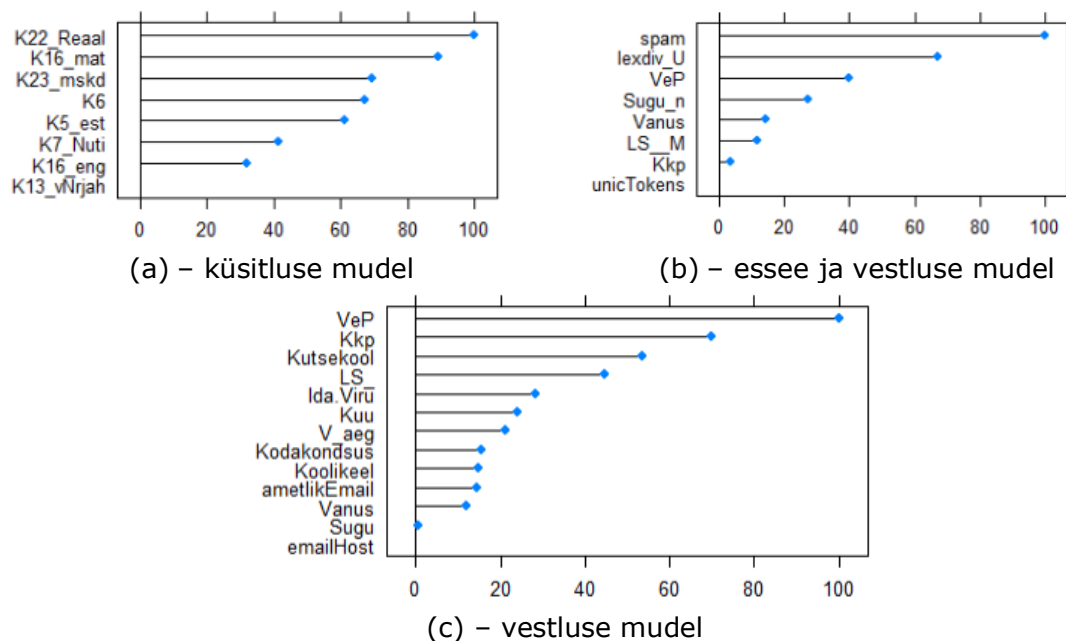 K22_Reaal
K16_mat
K23_mskd
K6
K5_est
K7_Nuti
K16_eng
K13_vNrjah
0 20 40 60 80 100
(a) – küsitluse mudel
spam
lexdiv_U
VeP
Sugu_n
Vanus
LS__M
Kkp
unicTokens
0 20 40 60 80 100
(b) – essee ja vestluse mudel
VeP
Kkp
Kutsekool
LS_
Ida.Viru
Kuu
V_aeg
Kodakondsus
Koolikeel
ametlikEmail
Vanus
Sugu
emailHost
0 20 40 60 80 100
(c) – vestluse mudel